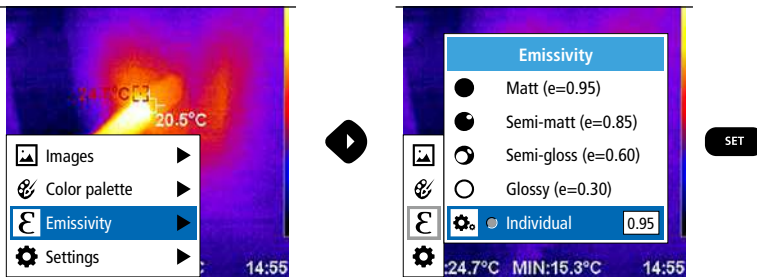 24.7°C
20.5°C
Images
Color palette
Ɛ Emissivity
Settings
: 14:55
Emissivity
Matt (e=0.95)
Semi-matt (e=0.85)
Semi-gloss (e=0.60)
Glossy (e=0.30)
Ɛ Individual 0.95
:24.7°C MIN:15.3°C 14:55
SET